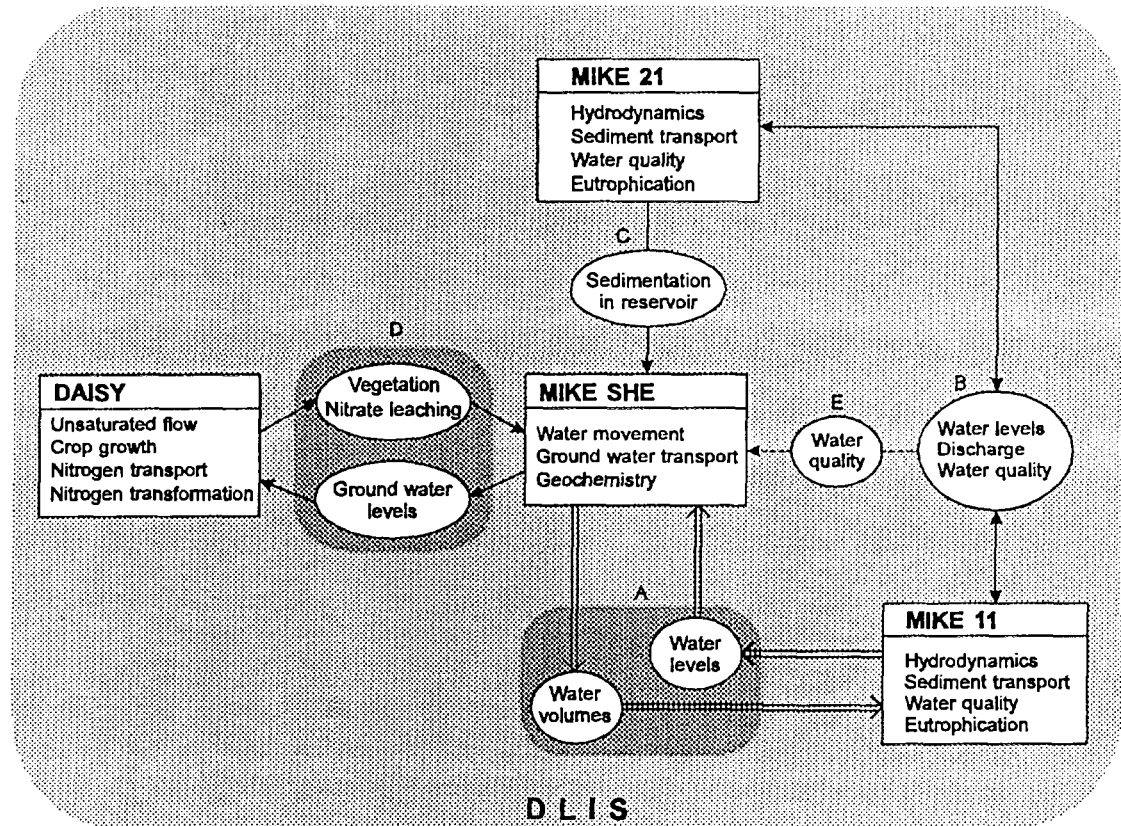 MIKE 21
Hydrodynamics
Sediment transport
Water quality
Eutrophication
C
Sedimentation
in reservoir
D
Vegetation
Nitrate leaching
Ground water
levels
DAISY
Unsaturated flow
Crop growth
Nitrogen transport
Nitrogen transformation
MIKE SHE
Water movement
Ground water transport
Geochemistry
E
Water
quality
B
Water levels
Discharge
Water quality
A
Water
levels
Water
volumes
MIKE 11
Hydrodynamics
Sediment transport
Water quality
Eutrophication
DLIS